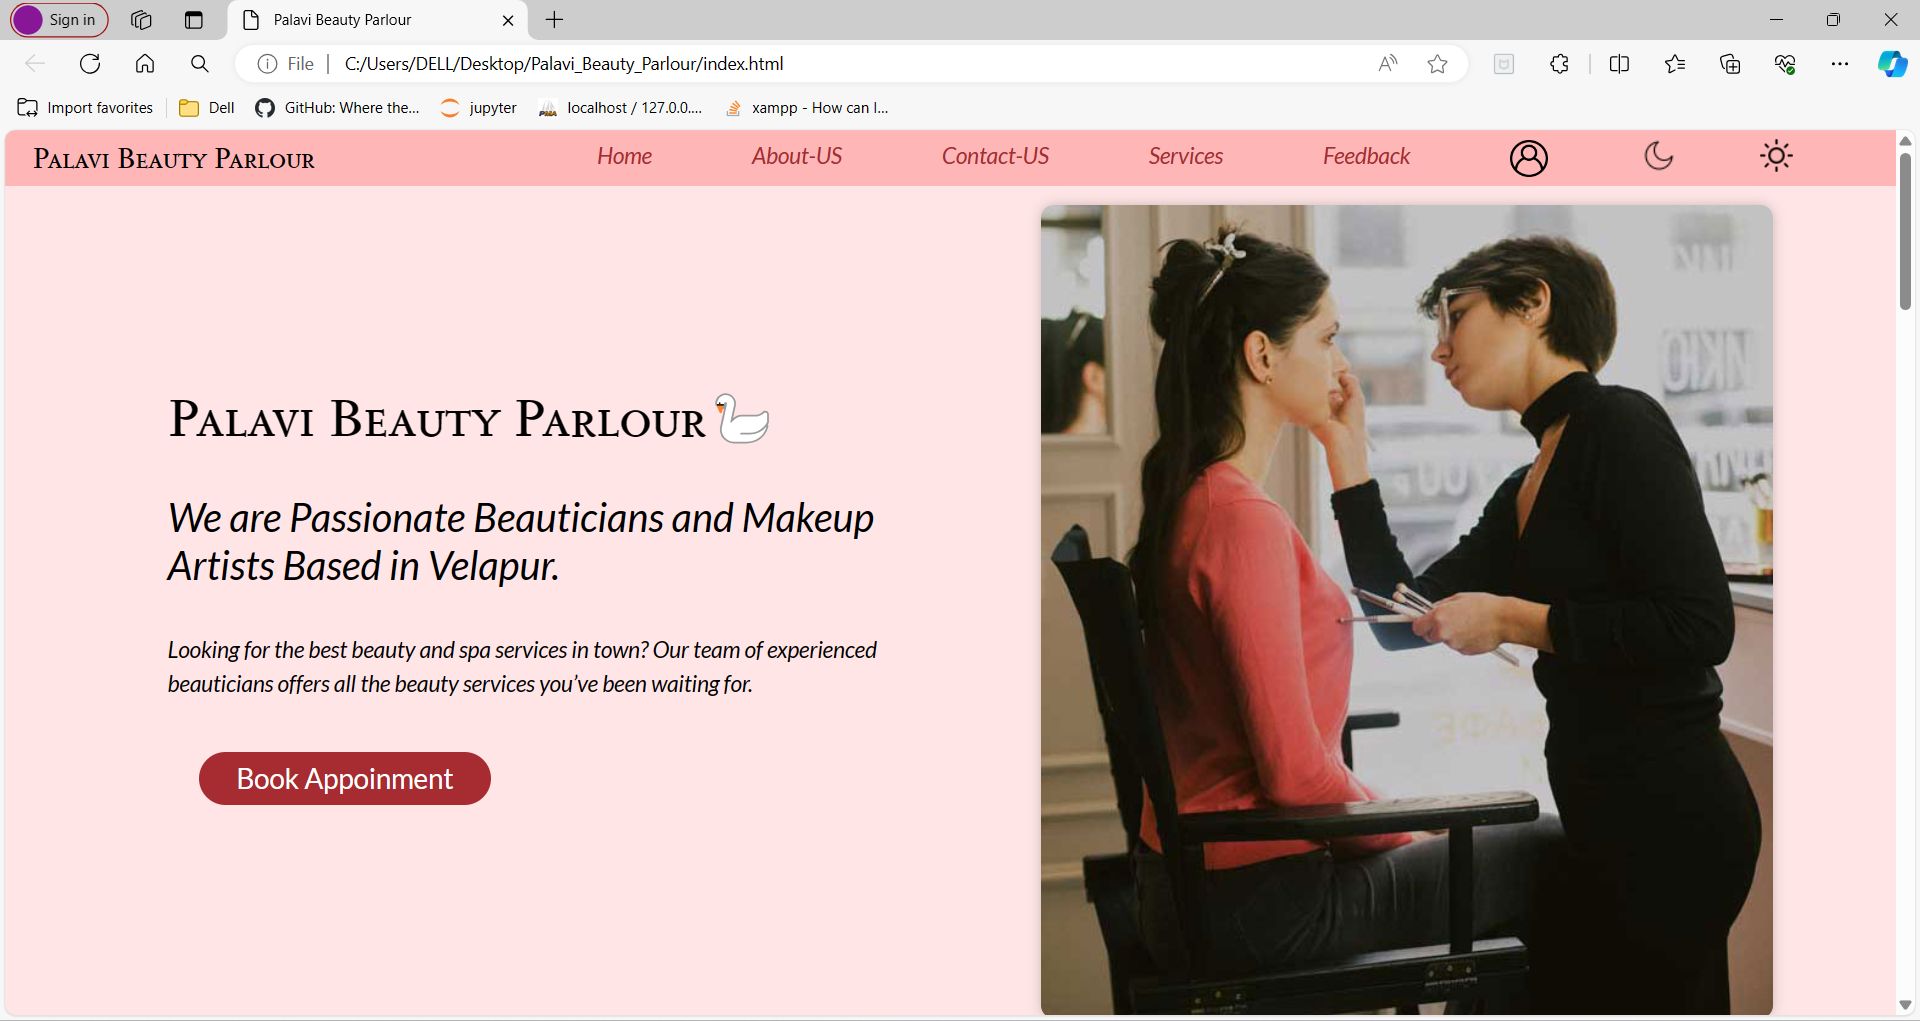 Sign in
Palavi Beauty Parlour
File
C:/Users/DELL/Desktop/Palavi_Beauty_Parlour/index.html
Import favorites
Dell
GitHub: Where the...
jupyter
localhost / 127.0.0....
xampp - How can I...
PALAVI BEAUTY PARLOUR
Home
About-US
Contact-US
Services
Feedback
PALAVI BEAUTY PARLOUR
We are Passionate Beauticians and Makeup
Artists Based in Velapur.
Looking for the best beauty and spa services in town? Our team of experienced
beauticians offers all the beauty services you've been waiting for.
Book Appoinment